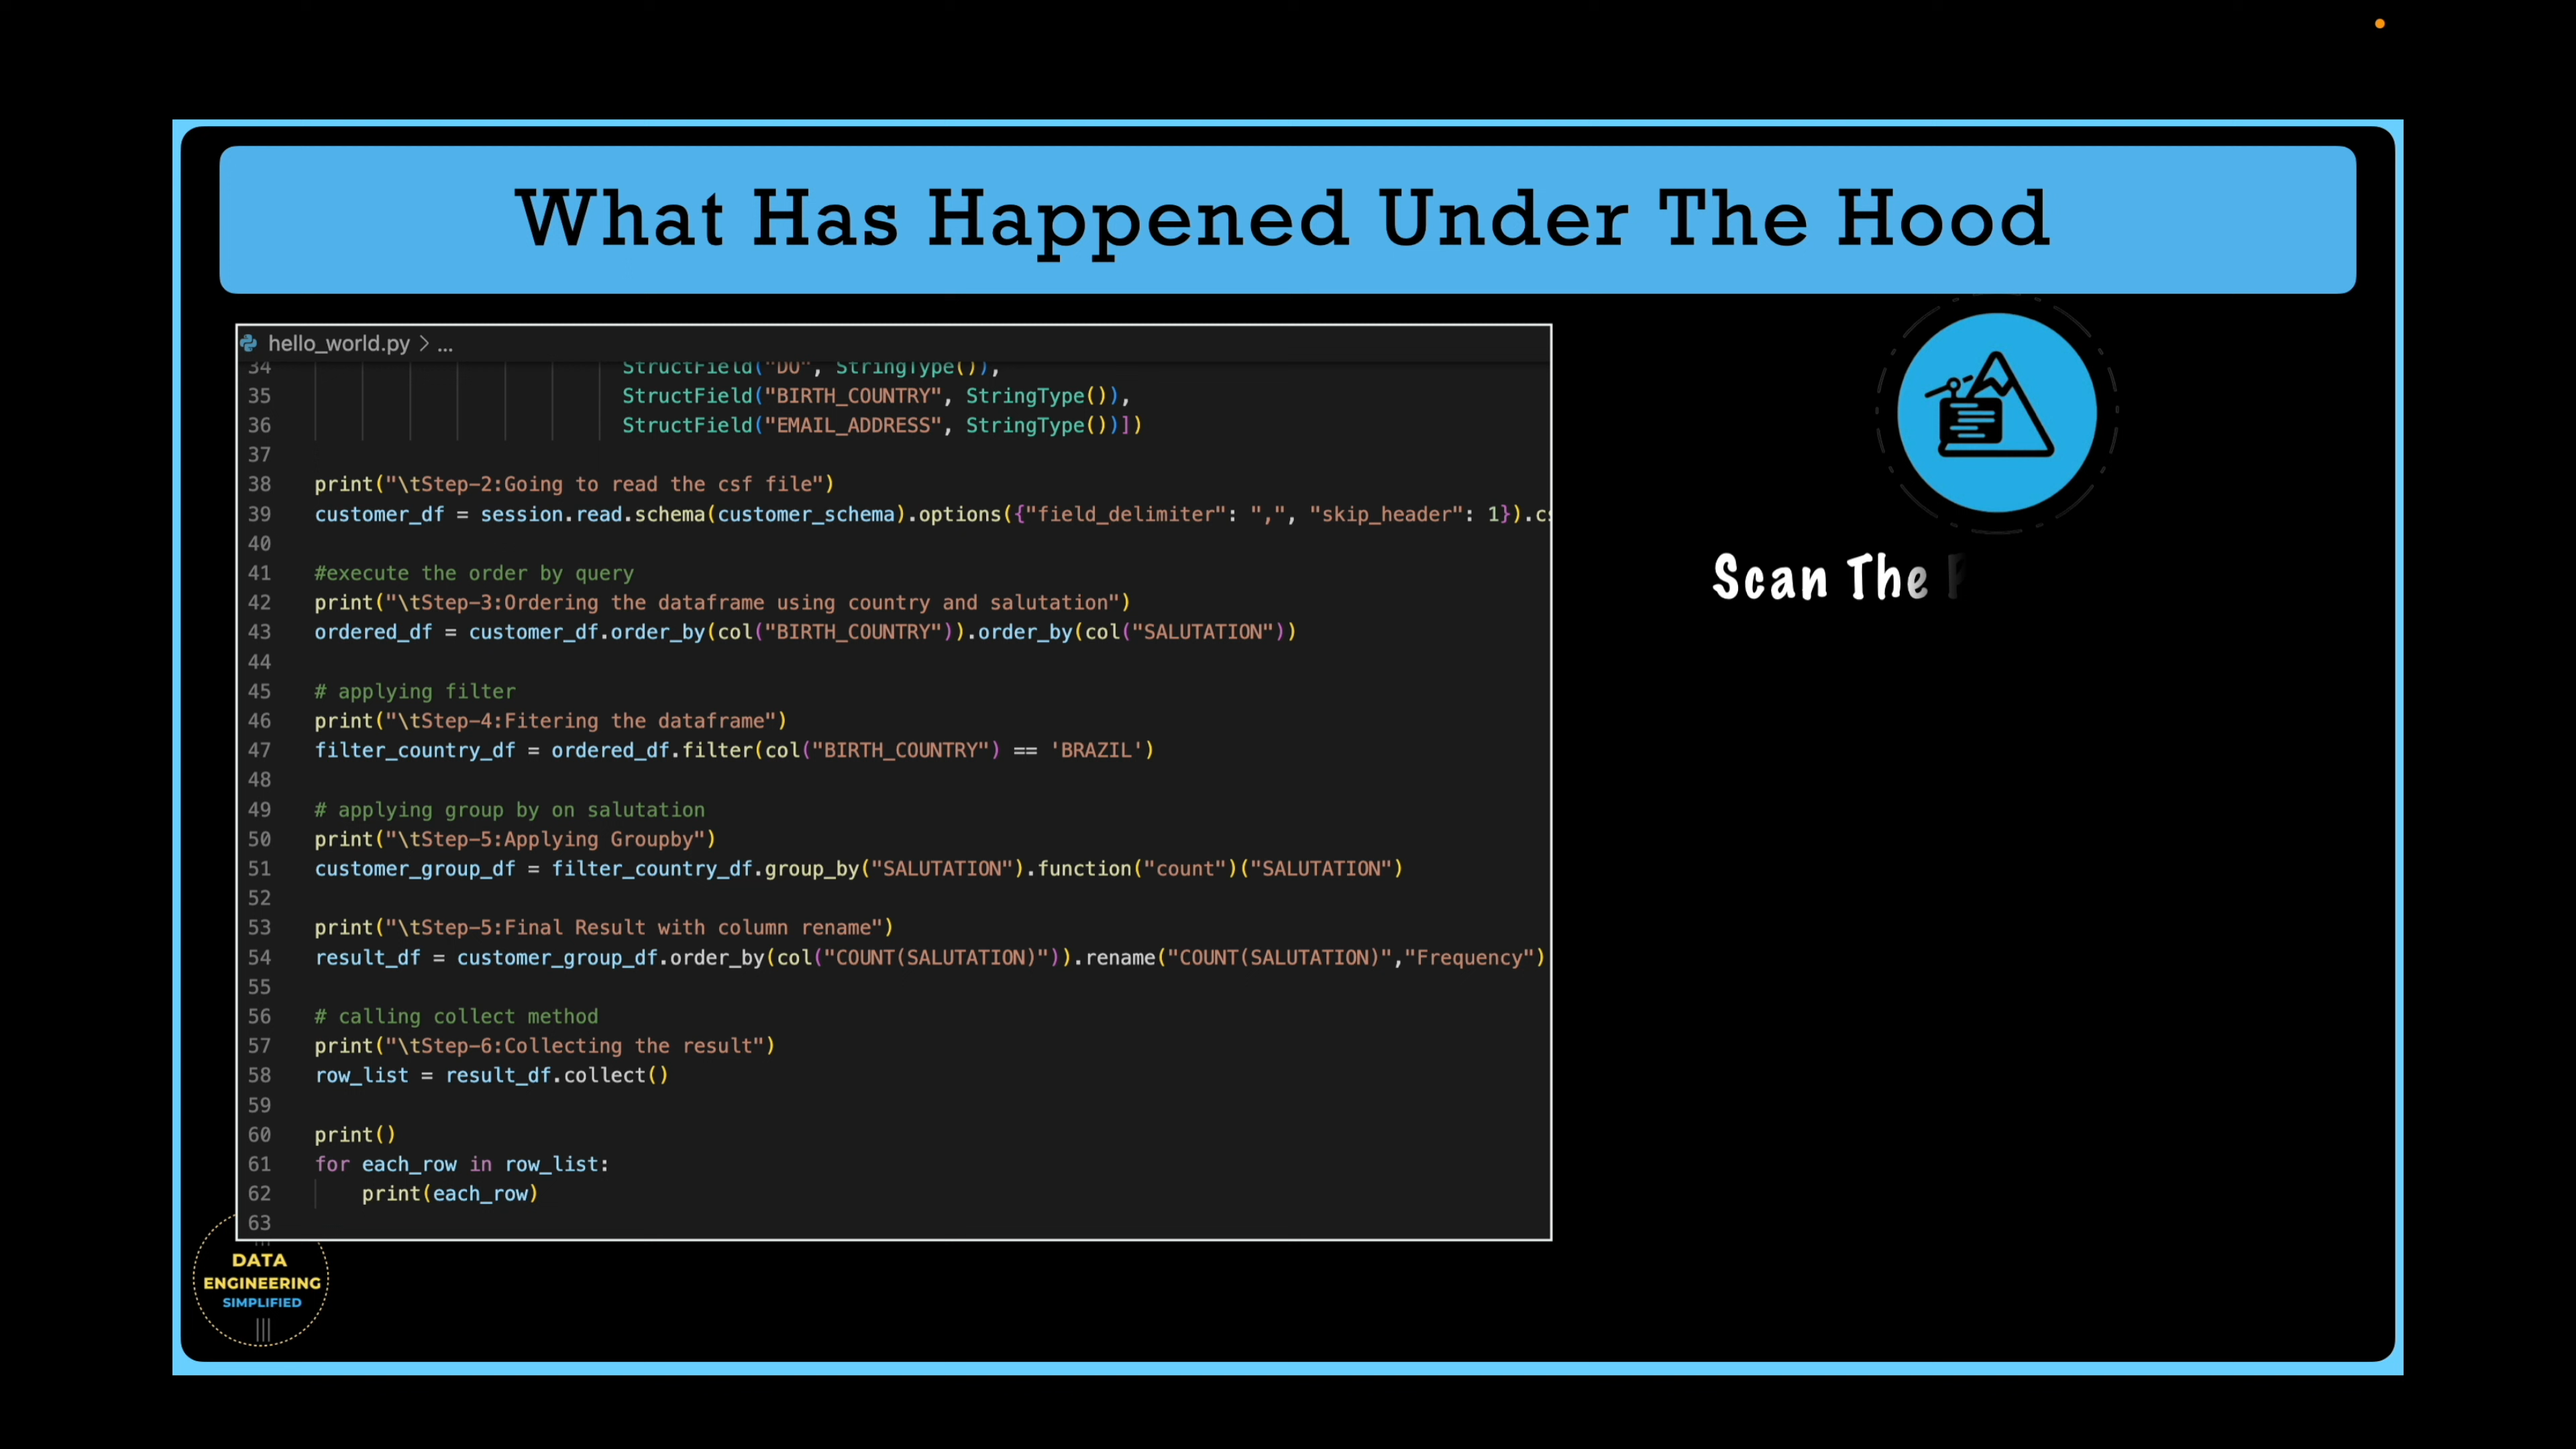 What Has Happened Under The Hood
hello_world.py > ...
34 StructField("DO", StringType()),
35 StructField("BIRTH_COUNTRY", StringType()),
36 StructField("EMAIL_ADDRESS", StringType())])
37
38 print("\tStep-2:Going to read the csf file")
39 customer_df = session.read.schema(customer_schema).options({"field_delimiter": ",", "skip_header": 1}).cs
40
41 #execute the order by query
42 print("\tStep-3:Ordering the dataframe using country and salutation")
43 ordered_df = customer_df.order_by(col("BIRTH_COUNTRY")).order_by(col("SALUTATION"))
44
45 # applying filter
46 print("\tStep-4:Fitering the dataframe")
47 filter_country_df = ordered_df.filter(col("BIRTH_COUNTRY") == 'BRAZIL')
48
49 # applying group by on salutation
50 print("\tStep-5:Applying Groupby")
51 customer_group_df = filter_country_df.group_by("SALUTATION").function("count")("SALUTATION")
52
53 print("\tStep-5:Final Result with column rename")
54 result_df = customer_group_df.order_by(col("COUNT(SALUTATION)")).rename("COUNT(SALUTATION)","Frequency")
55
56 # calling collect method
57 print("\tStep-6:Collecting the result")
58 row_list = result_df.collect()
59
60 print()
61 for each_row in row_list:
62 print(each_row)
63
Scan The
DATA
ENGINEERING
SIMPLIFIED